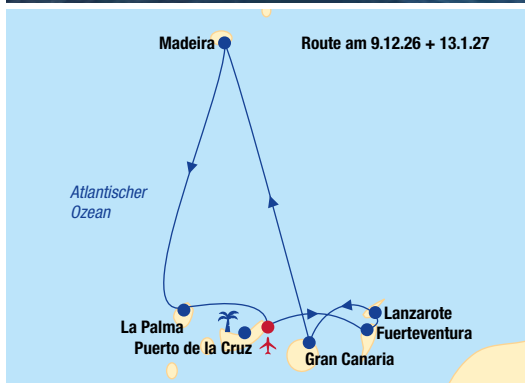 Madeira
Route am 9.12.26 + 13.1.27
Atlantischer
Ozean
La Palma
Puerto de la Cruz
Lanzarote
Fuerteventura
Gran Canaria